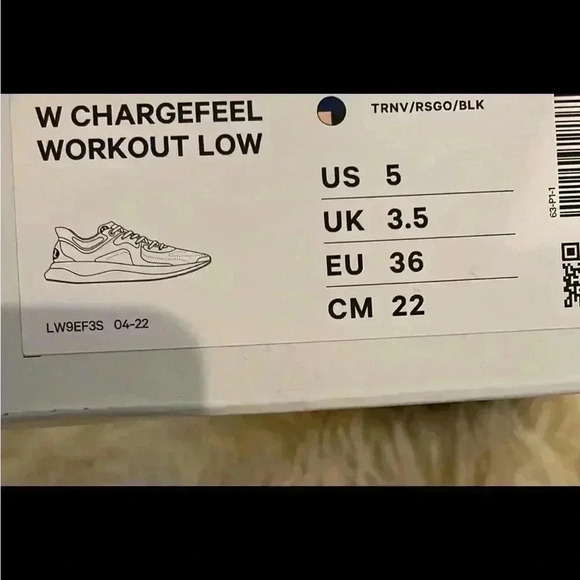 W CHARGEFEEL
WORKOUT LOW
TRNV/RSGO/BLK
US 5
UK 3.5
EU 36
CM 22
LW9EF3S 04-22
63-P1-1